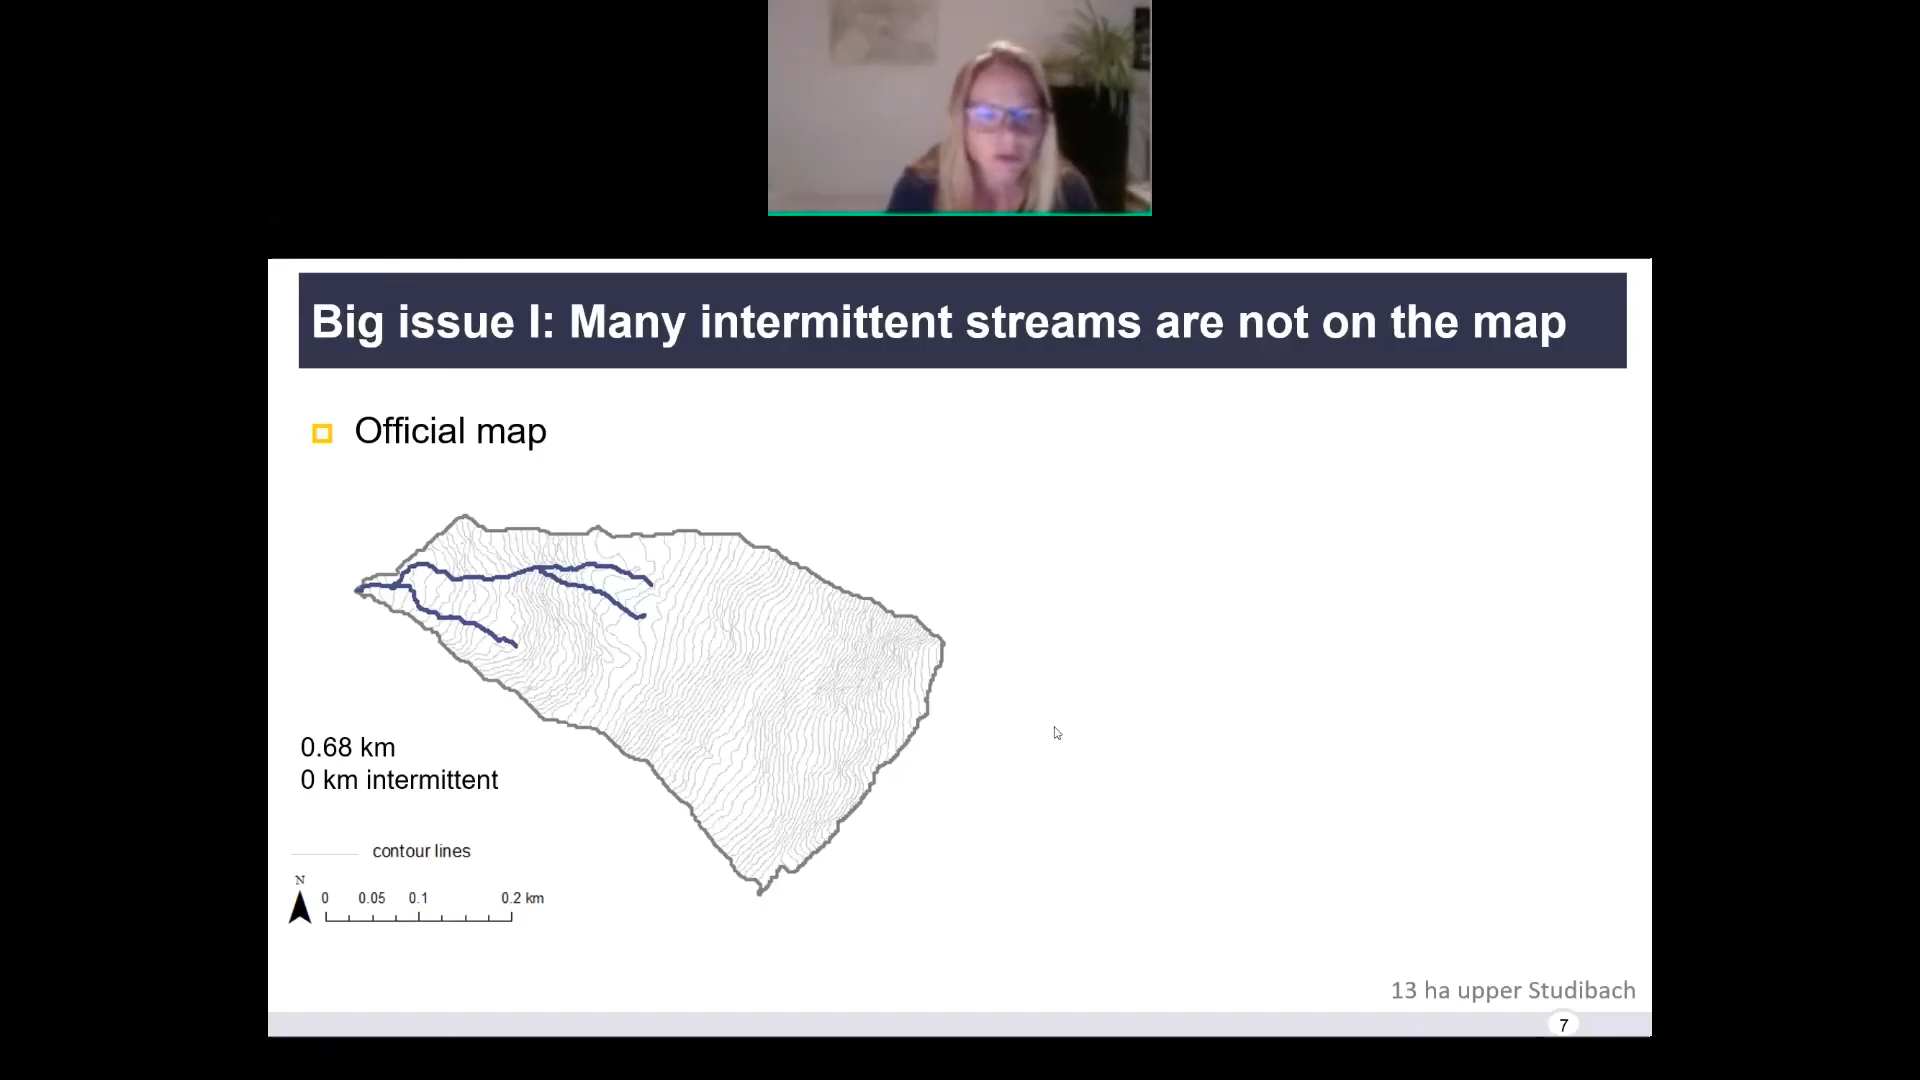 Big issue I: Many intermittent streams are not on the map
Official map
0.68 km
0 km intermittent
contour lines
N
0 0.05 0.1 0.2 km
13 ha upper Studibach
7